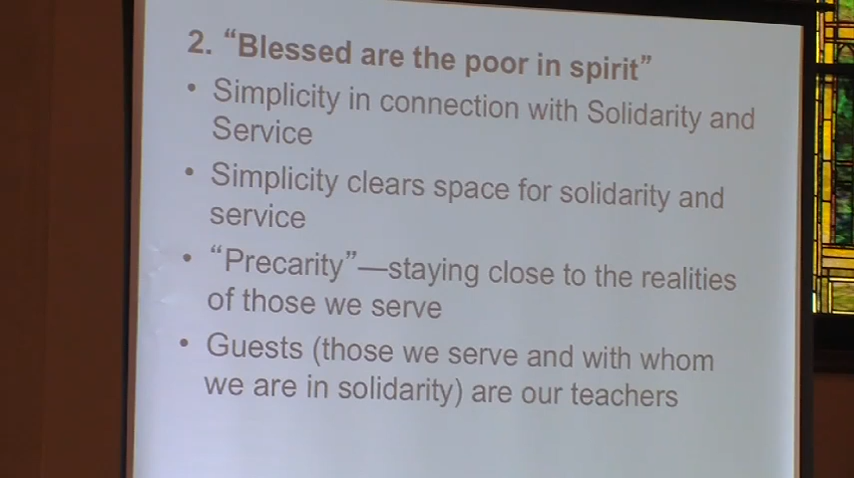 2. “Blessed are the poor in spirit”
• Simplicity in connection with Solidarity and
Service
• Simplicity clears space for solidarity and
service
• “Precarity”—staying close to the realities
of those we serve
• Guests (those we serve and with whom
we are in solidarity) are our teachers